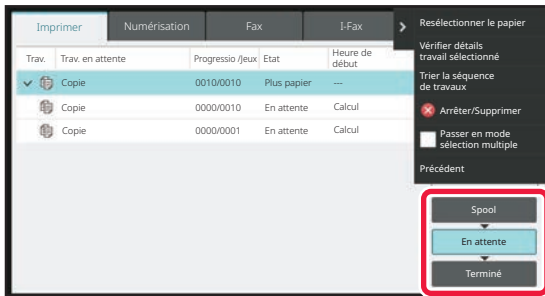 Imprimer Numérisation Fax I-Fax
Trav. Trav. en attente Progressio /Jeux Etat Heure de début
Copie 0010/0010 Plus papier ---
Copie 0000/0010 En attente Calcul
Copie 0000/0001 En attente Calcul
Resélectionner le papier
Vérifier détails
travail sélectionné
Trier la séquence
de travaux
Arrêter/Supprimer
Passer en mode
sélection multiple
Précédent
Spool
En attente
Terminé